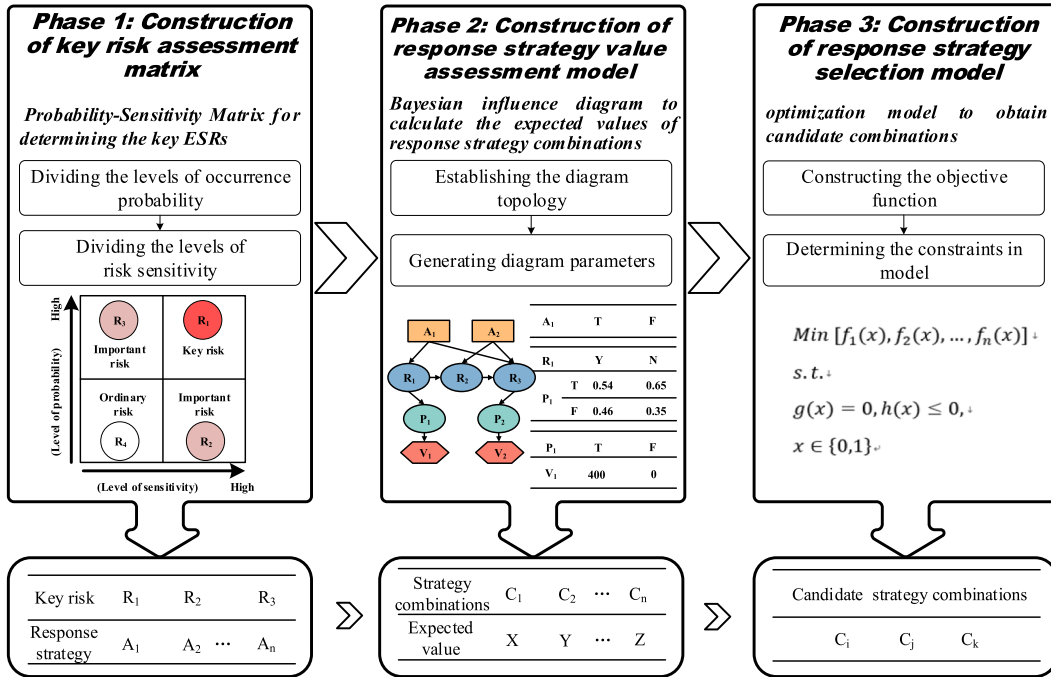 Phase 1: Construction
of key risk assessment
matrix
Probability-Sensitivity Matrix for
determining the key ESRs
Dividing the levels of occurrence
probability
Dividing the levels of
risk sensitivity
High
(Level of probability)
R3
Important
risk
R1
Key risk
Ordinary
risk
R4
Important
risk
R2
(Level of sensitivity)
High
Key risk R1 R2 R3
Response
strategy A1 A2 ··· An
Phase 2: Construction of
response strategy value
assessment model
Bayesian influence diagram to
calculate the expected values of
response strategy combinations
Establishing the diagram
topology
Generating diagram parameters
A1 A2
R1 R2 R3
P1 P2
V1 V2
A1 T F
R1 Y N
P1
T 0.54 0.65
F 0.46 0.35
P1 T F
V1 400 0
Strategy
combinations C1 C2 ··· Cn
Expected
value X Y ··· Z
Phase 3: Construction
of response strategy
selection model
optimization model to obtain
candidate combinations
Constructing the objective
function
Determining the constraints in
model
Min [f1(x), f2(x), ..., fn(x)]↓
s.t.↓
g(x) = 0, h(x) ≤ 0,↓
x ∈ {0,1}↵
Candidate strategy combinations
Ci Cj Ck